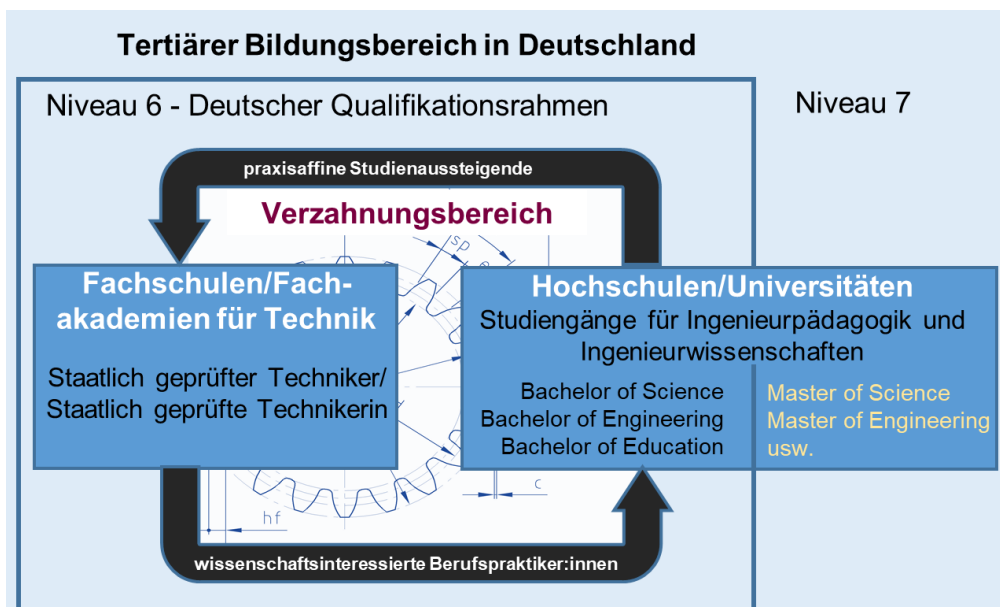 Tertiärer Bildungsbereich in Deutschland
Niveau 6 - Deutscher Qualifikationsrahmen
Niveau 7
praxisaffine Studienaussteigende
Verzahnungsbereich
sp
Fachschulen/Fach-
akademien für Technik
Staatlich geprüfter Techniker/
Staatlich geprüfte Technikerin
Hochschulen/Universitäten
Studiengänge für Ingenieurpädagogik und
Ingenieurwissenschaften
Bachelor of Science
Bachelor of Engineering
Bachelor of Education
Master of Science
Master of Engineering
usw.
c
hf
wissenschaftsinteressierte Berufspraktiker:innen